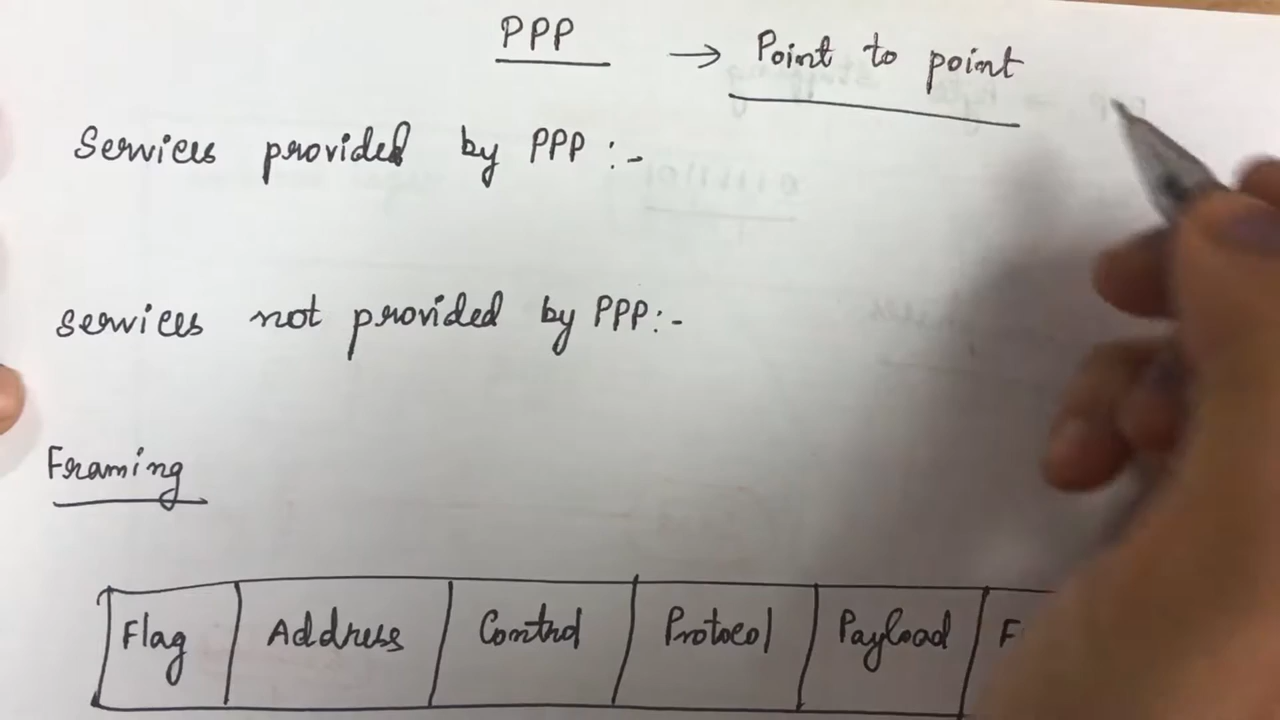 PPP → Point to point
Services provided by PPP :-
services not provided by PPP:-
Framing
Flag Address Control Protocol Payload F